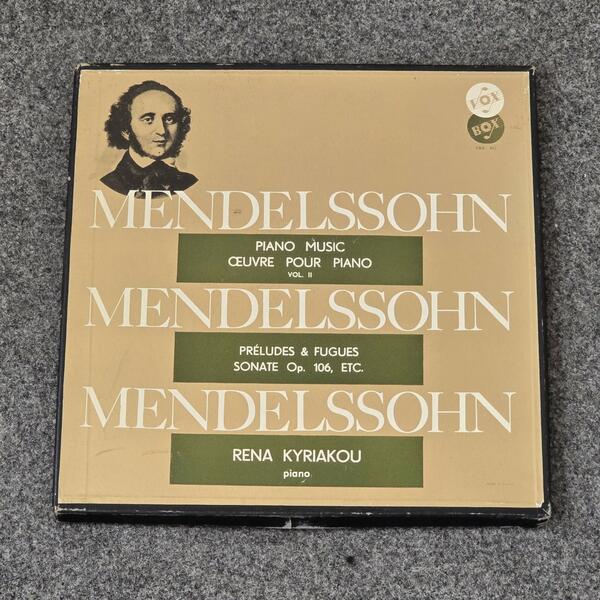 VOX
BOX
MENDELSSOHN
PIANO MUSIC
ŒUVRE POUR PIANO
VOL. II
MENDELSSOHN
PRÉLUDES & FUGUES
SONATE Op. 106, ETC.
MENDELSSOHN
RENA KYRIAKOU
piano